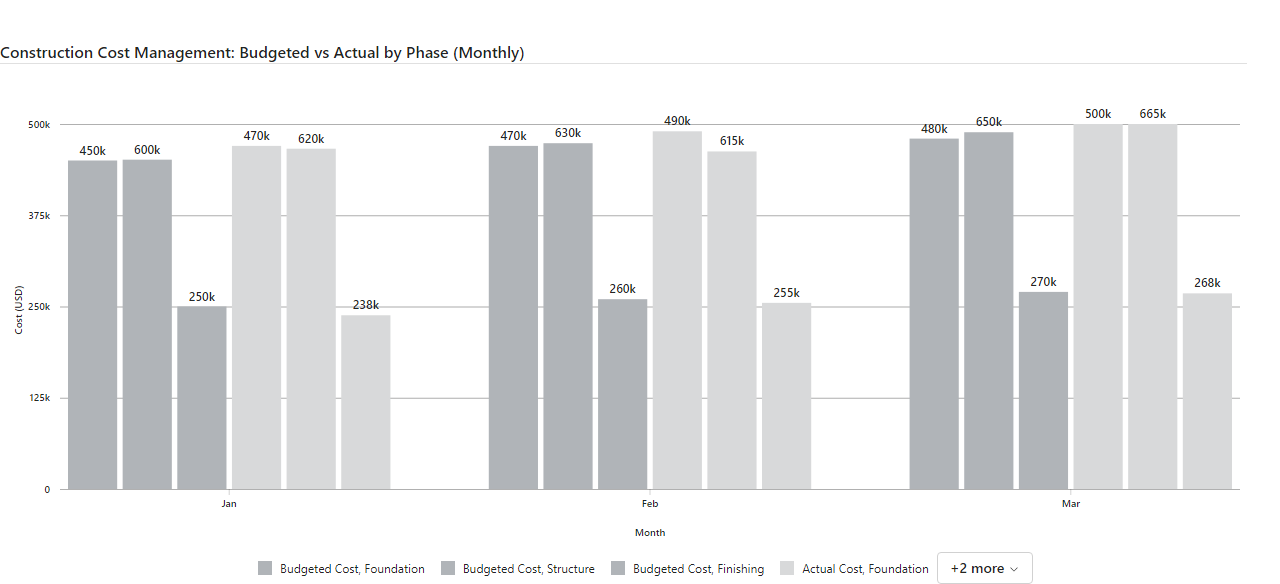 Construction Cost Management: Budgeted vs Actual by Phase (Monthly)
500k
375k
250k
125k
0
Cost (USD)
450k 600k 250k 470k 620k 238k
470k 630k 260k 490k 615k 255k
480k 650k 270k 500k 665k 268k
Jan Feb Mar
Month
Budgeted Cost, Foundation Budgeted Cost, Structure Budgeted Cost, Finishing Actual Cost, Foundation +2 more